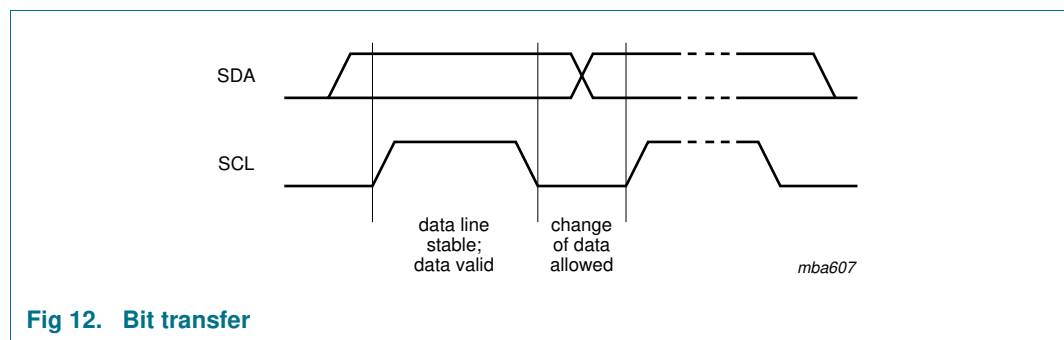 SDA
SCL
data line
stable;
data valid
change
of data
allowed
mba607
Fig 12. Bit transfer